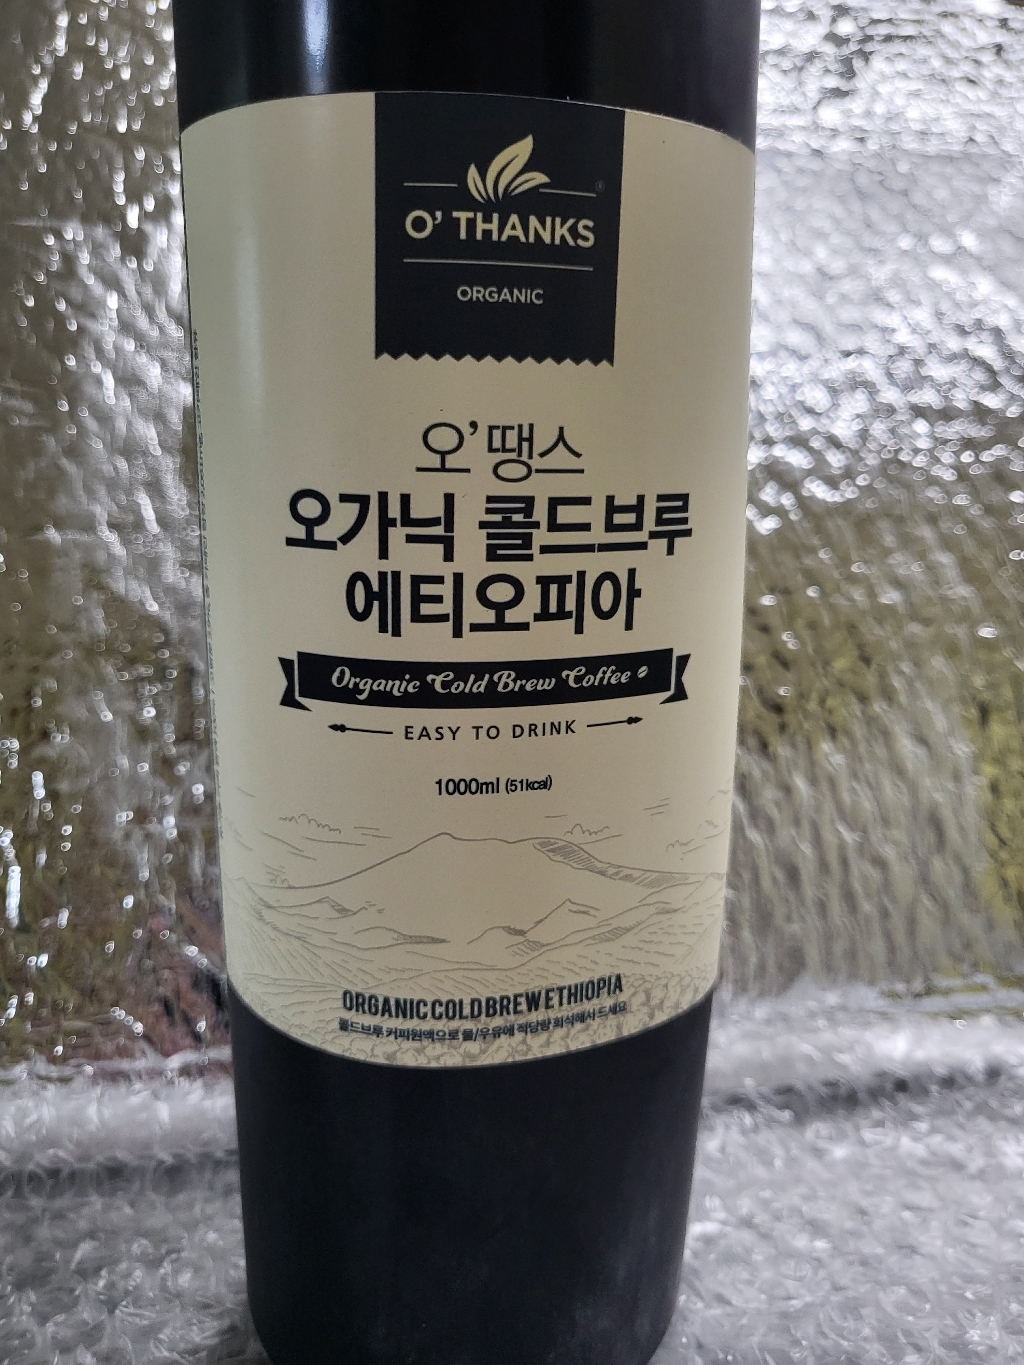 O' THANKS
®
ORGANIC
오'땡스
오가닉 콜드브루
에티오피아
Organic Cold Brew Coffee
EASY TO DRINK
1000ml (51kcal)
ORGANIC COLD BREW ETHIOPIA
콜드브루 커피원액으로 물/우유에 적당량 희석해서 드세요